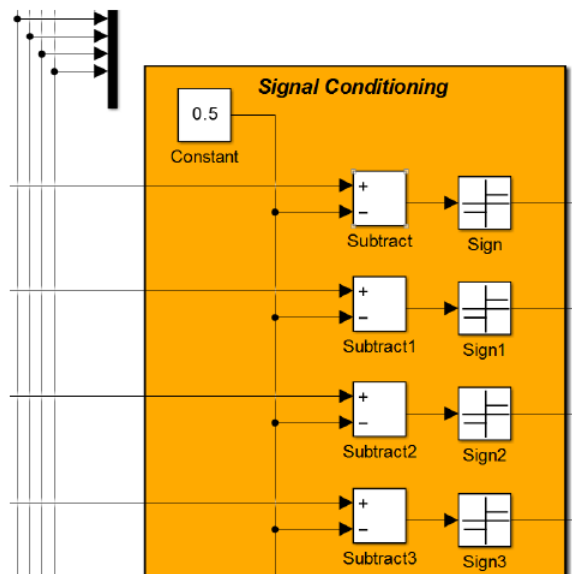 Signal Conditioning
0.5
Constant
+
−
Subtract
Sign
+
−
Subtract1
Sign1
+
−
Subtract2
Sign2
+
−
Subtract3
Sign3